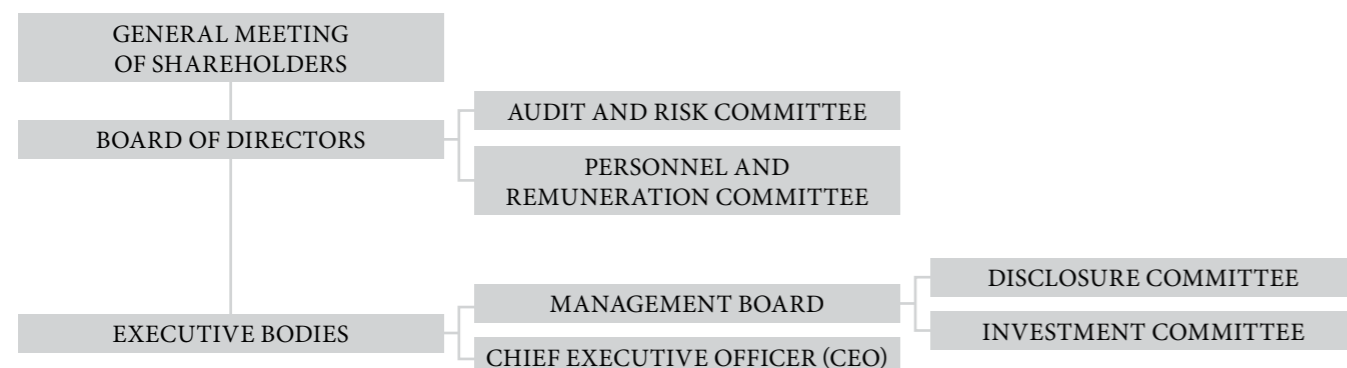 GENERAL MEETING
OF SHAREHOLDERS
BOARD OF DIRECTORS
AUDIT AND RISK COMMITTEE
PERSONNEL AND
REMUNERATION COMMITTEE
EXECUTIVE BODIES
MANAGEMENT BOARD
CHIEF EXECUTIVE OFFICER (CEO)
DISCLOSURE COMMITTEE
INVESTMENT COMMITTEE